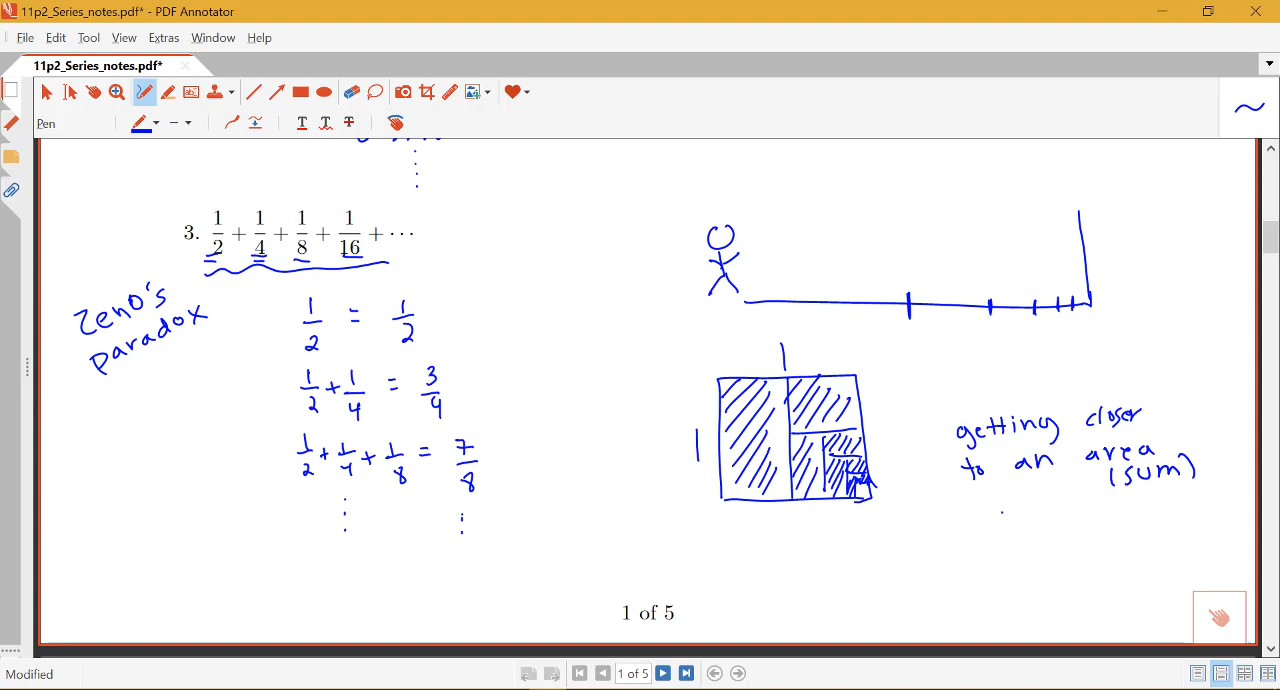 11p2_Series_notes.pdf* - PDF Annotator
File Edit Tool View Extras Window Help
11p2_Series_notes.pdf*
Pen
3. 1/2 + 1/4 + 1/8 + 1/16 + ···
Zeno's
paradox
1/2 = 1/2
1/2 + 1/4 = 3/4
1/2 + 1/4 + 1/8 = 7/8
1
1
getting closer
to an area
(sum)
1 of 5
Modified
1 of 5